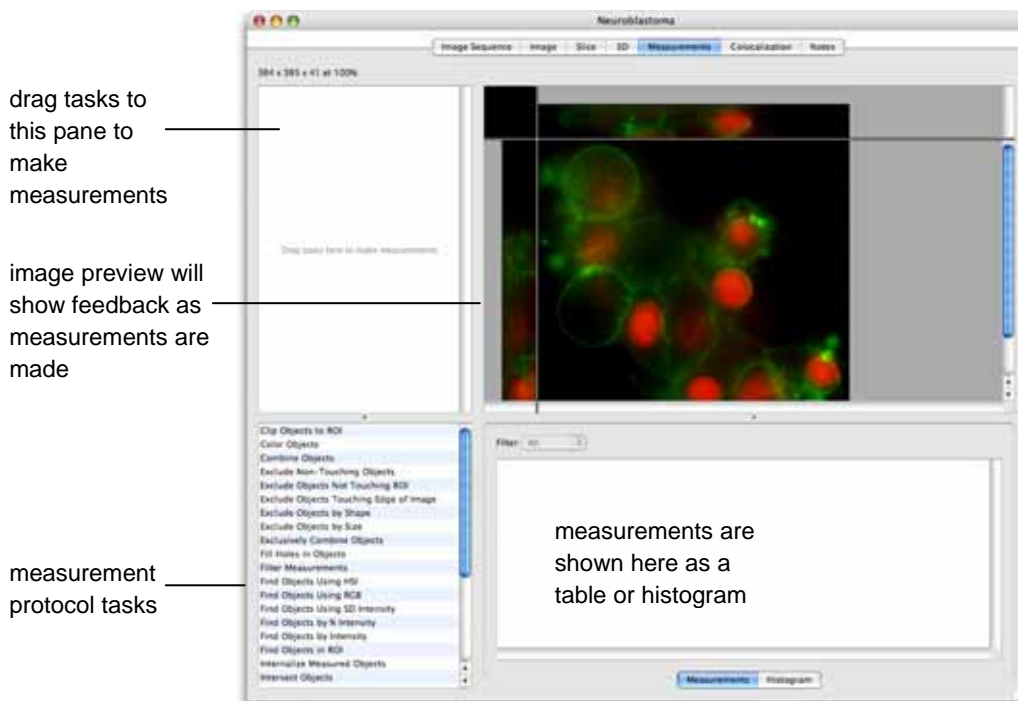 Neuroblastoma
Image Sequence Image Slice 3D Measurements Colocalization Notes
384 x 385 x 41 at 100%
drag tasks to
this pane to
make
measurements
Drag tasks here to make measurements
image preview will
show feedback as
measurements are
made
Clip Objects to ROI
Color Objects
Combine Objects
Exclude Non-Touching Objects
Exclude Objects Not Touching ROI
Exclude Objects Touching Edge of Image
Exclude Objects by Shape
Exclude Objects by Size
Exclusively Combine Objects
Fill Holes in Objects
Filter Measurements
Find Objects Using HSI
Find Objects Using RGB
Find Objects Using SD Intensity
Find Objects by % Intensity
Find Objects by Intensity
Find Objects in ROI
Internalize Measured Objects
Intersect Objects
measurement
protocol tasks
Filter: All
measurements are
shown here as a
table or histogram
Measurements Histogram